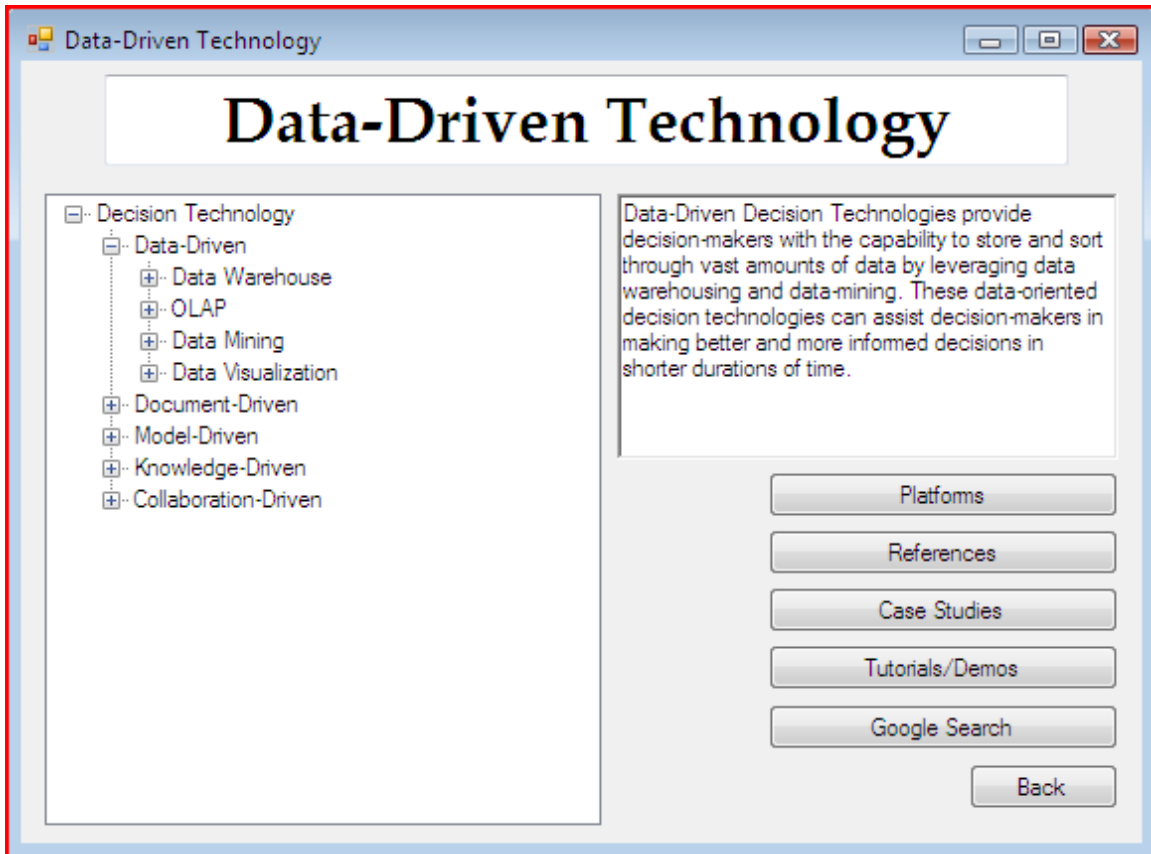 Data-Driven Technology
Data-Driven Technology
Decision Technology
Data-Driven
Data Warehouse
OLAP
Data Mining
Data Visualization
Document-Driven
Model-Driven
Knowledge-Driven
Collaboration-Driven
Data-Driven Decision Technologies provide
decision-makers with the capability to store and sort
through vast amounts of data by leveraging data
warehousing and data-mining. These data-oriented
decision technologies can assist decision-makers in
making better and more informed decisions in
shorter durations of time.
Platforms
References
Case Studies
Tutorials/Demos
Google Search
Back